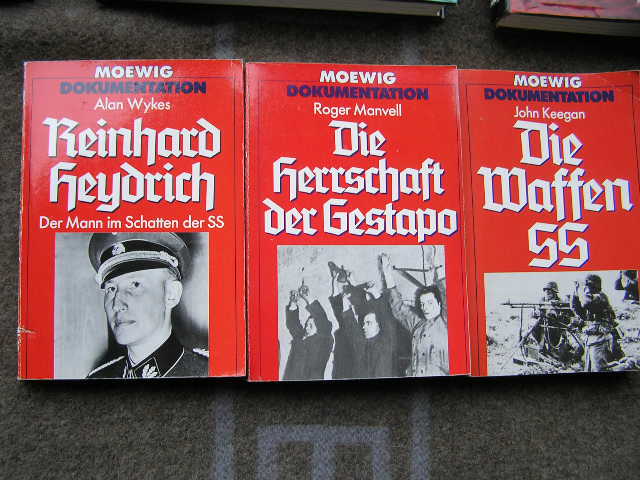 MOEWIG
DOKUMENTATION
Alan Wykes
Reinhard
Heydrich
Der Mann im Schatten der SS
MOEWIG
DOKUMENTATION
Roger Manvell
Die
Herrschaft
der Gestapo
MOEWIG
DOKUMENTATION
John Keegan
Die
Waffen
SS